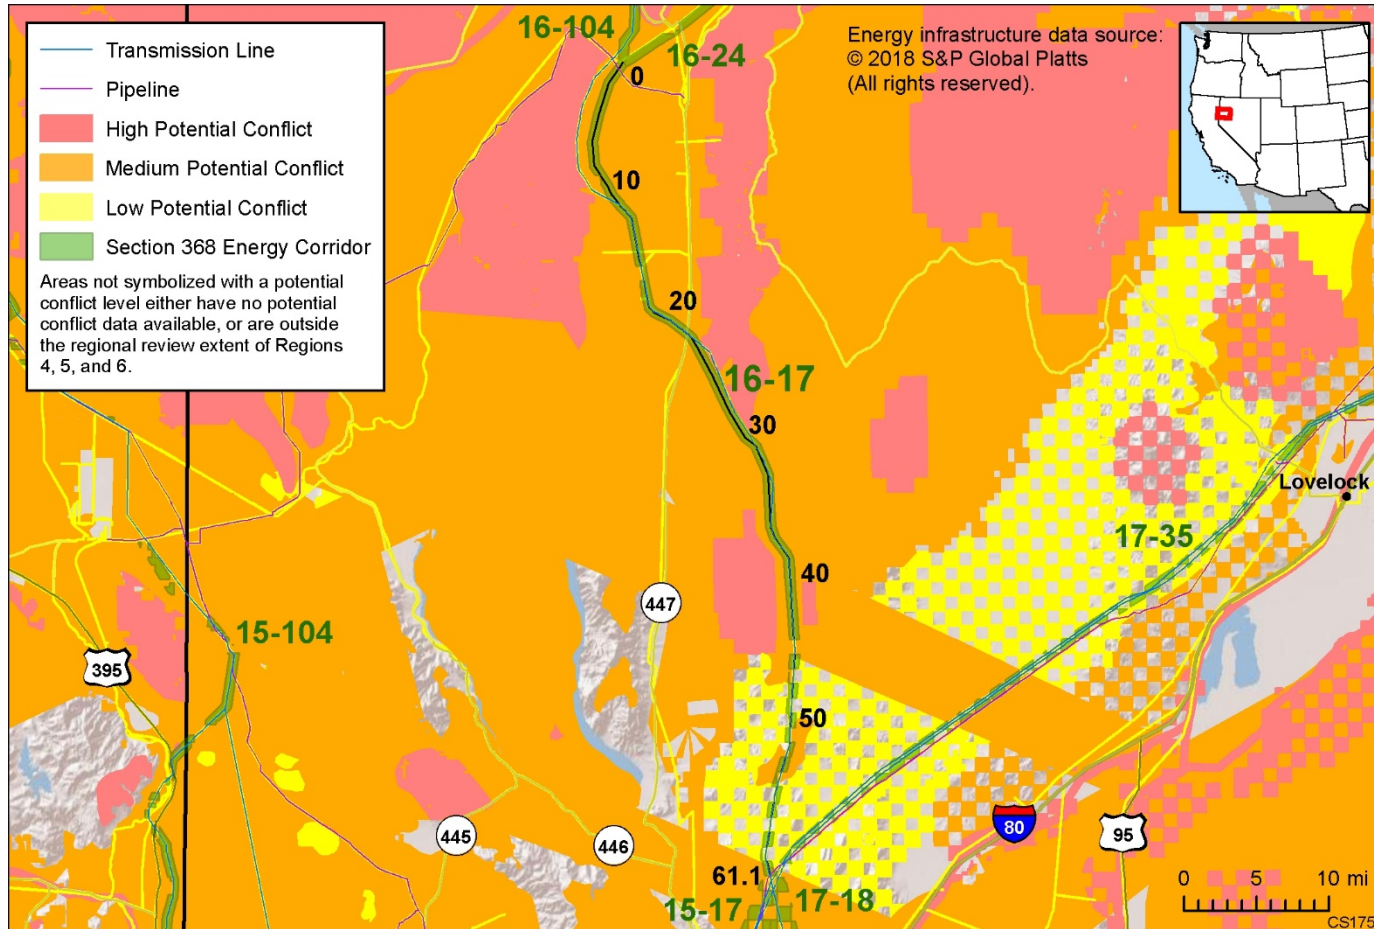 Transmission Line
Pipeline
High Potential Conflict
Medium Potential Conflict
Low Potential Conflict
Section 368 Energy Corridor
Areas not symbolized with a potential
conflict level either have no potential
conflict data available, or are outside
the regional review extent of Regions
4, 5, and 6.
Energy infrastructure data source:
© 2018 S&P Global Platts
(All rights reserved).
16-104
16-24
0
10
20
16-17
30
Lovelock
17-35
40
447
15-104
395
50
80
95
445
446
61.1
15-17
17-18
0 5 10 mi
CS175